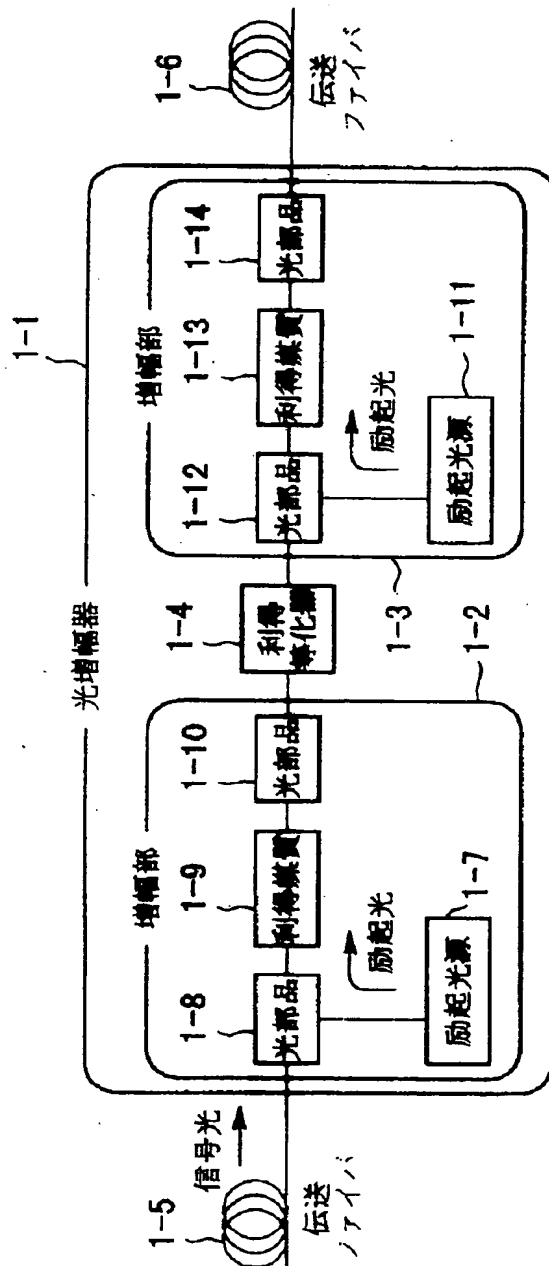 1-1
光増幅器
増幅部
増幅部
1-5
伝送
ファイバ
信号光
1-8
光部品
1-9
利得媒質
1-10
光部品
励起光
1-7
励起光源
1-2
1-4
利得
等化器
1-3
1-12
光部品
1-13
利得媒質
1-14
光部品
励起光
1-11
励起光源
1-6
伝送
ファイバ